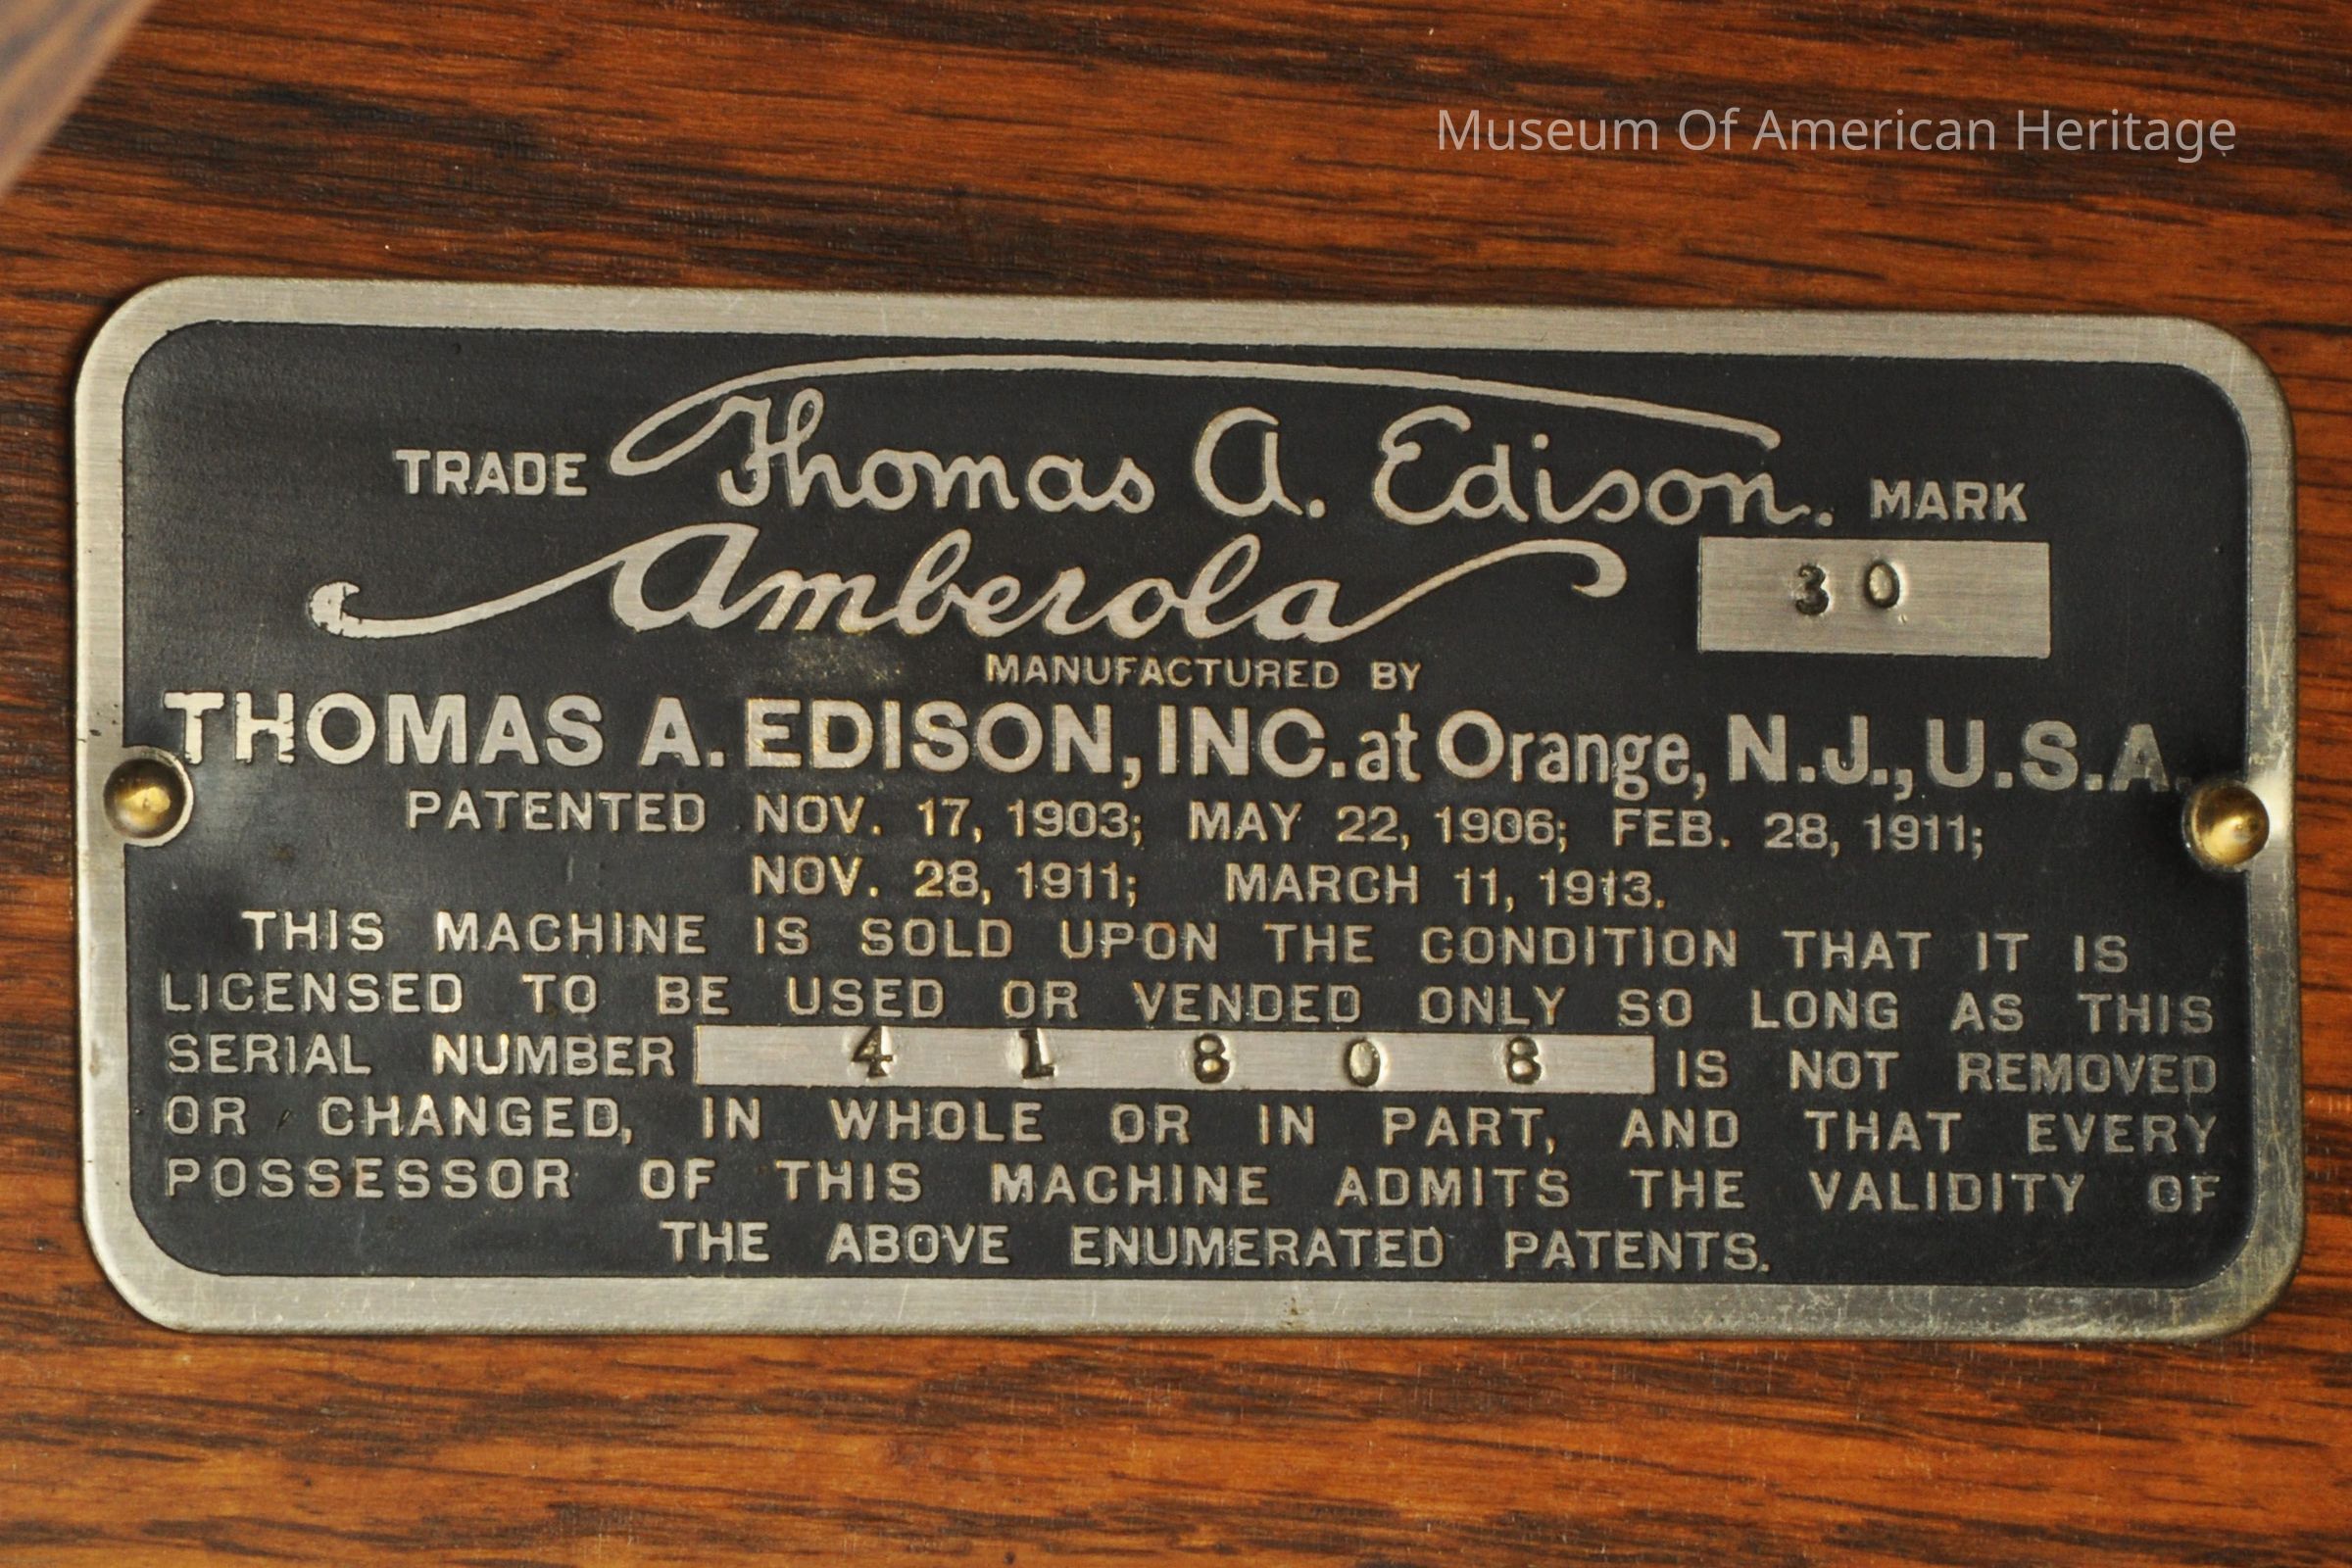 Museum Of American Heritage
TRADE Thomas A. Edison. MARK
Amberola 30
MANUFACTURED BY
THOMAS A. EDISON, INC. at Orange, N.J., U.S.A.
PATENTED NOV. 17, 1903; MAY 22, 1906; FEB. 28, 1911;
NOV. 28, 1911; MARCH 11, 1913.
THIS MACHINE IS SOLD UPON THE CONDITION THAT IT IS
LICENSED TO BE USED OR VENDED ONLY SO LONG AS THIS
SERIAL NUMBER 41808 IS NOT REMOVED
OR CHANGED, IN WHOLE OR IN PART, AND THAT EVERY
POSSESSOR OF THIS MACHINE ADMITS THE VALIDITY OF
THE ABOVE ENUMERATED PATENTS.